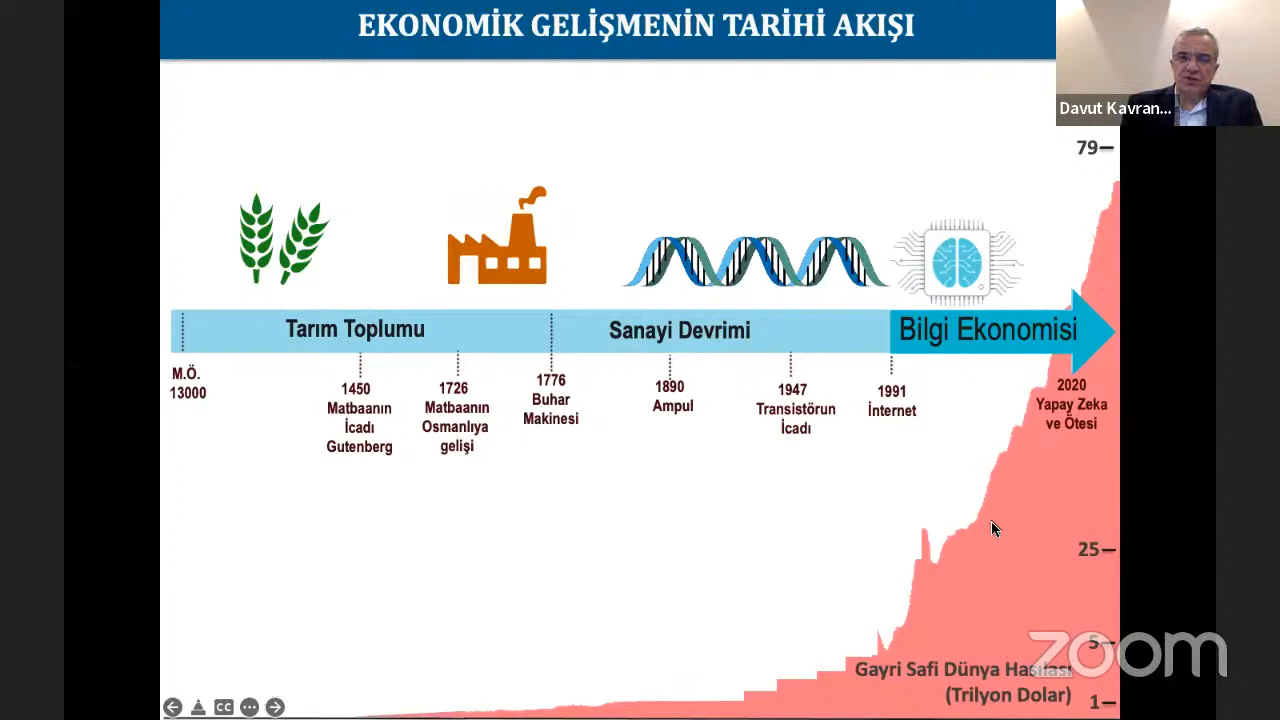 EKONOMİK GELİŞMENİN TARİHİ AKIŞI
Davut Kavran...
79
Tarım Toplumu
Sanayi Devrimi
Bilgi Ekonomisi
M.Ö.
13000
1450
Matbaanın
İcadı
Gutenberg
1726
Matbaanın
Osmanlıya
gelişi
1776
Buhar
Makinesi
1890
Ampul
1947
Transistörun
İcadı
1991
İnternet
2020
Yapay Zeka
ve Ötesi
25
5
Gayri Safi Dünya Hasılası
(Trilyon Dolar)
1
zoom
CC